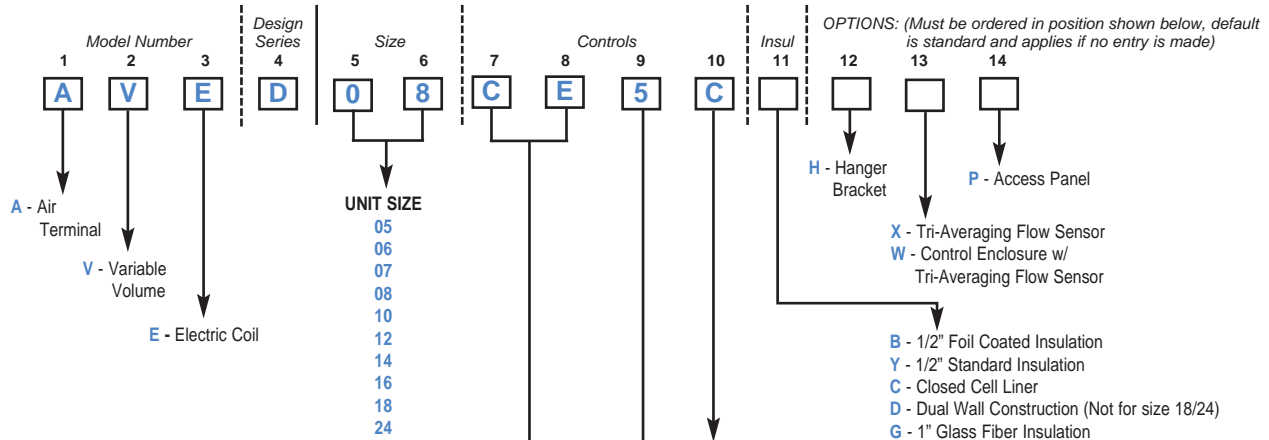 Model Number
Design
Series
Size
Controls
Insul
OPTIONS: (Must be ordered in position shown below, default
is standard and applies if no entry is made)
1 2 3 4 5 6 7 8 9 10 11 12 13 14
A V E D 0 8 C E 5 C
A - Air
Terminal
V - Variable
Volume
E - Electric Coil
UNIT SIZE
05
06
07
08
10
12
14
16
18
24
H - Hanger
Bracket
P - Access Panel
X - Tri-Averaging Flow Sensor
W - Control Enclosure w/
Tri-Averaging Flow Sensor
B - 1/2” Foil Coated Insulation
Y - 1/2” Standard Insulation
C - Closed Cell Liner
D - Dual Wall Construction (Not for size 18/24)
G - 1” Glass Fiber Insulation